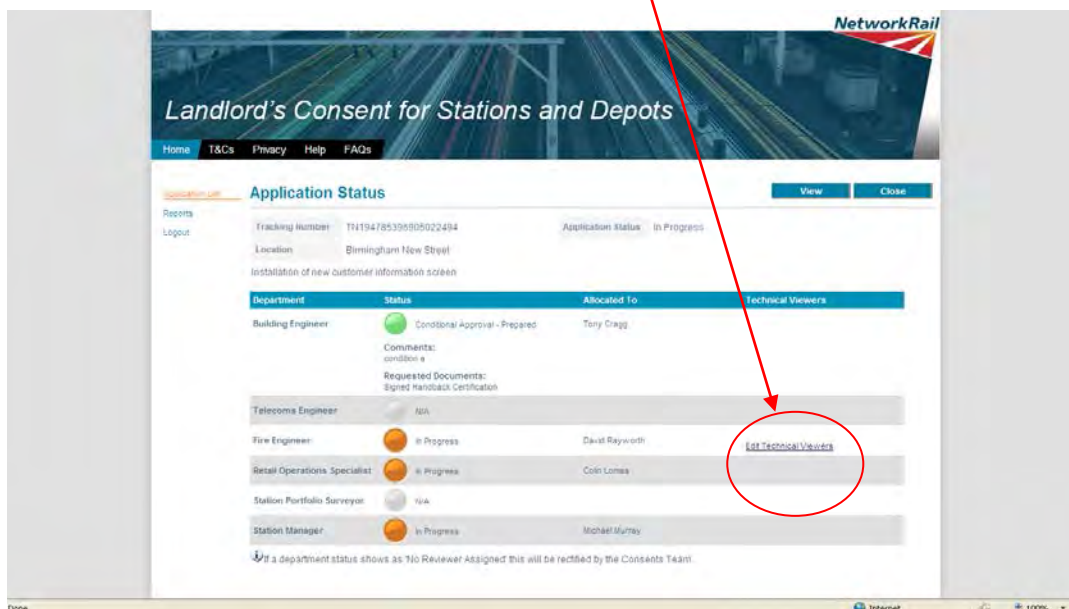 NetworkRail
Landlord's Consent for Stations and Depots
Home T&Cs Privacy Help FAQs
Application List
Application Status View Close
Reports
Logout
Tracking Number Application Status In Progress
Location Birmingham New Street
Installation of new customer information screen
Department Status Allocated To Technical Viewers
Building Engineer Conditional Approval - Prepared Tony Cragg
Comments:
condition a
Requested Documents:
Signed Handback Certification
Telecoms Engineer N/A
Fire Engineer In Progress David Rayworth Edit Technical Viewers
Retail Operations Specialist In Progress Colin Lomas
Station Portfolio Surveyor N/A
Station Manager In Progress Michael Murray
If a department status shows as 'No Reviewer Assigned' this will be rectified by the Consents Team
Done Internet 100%